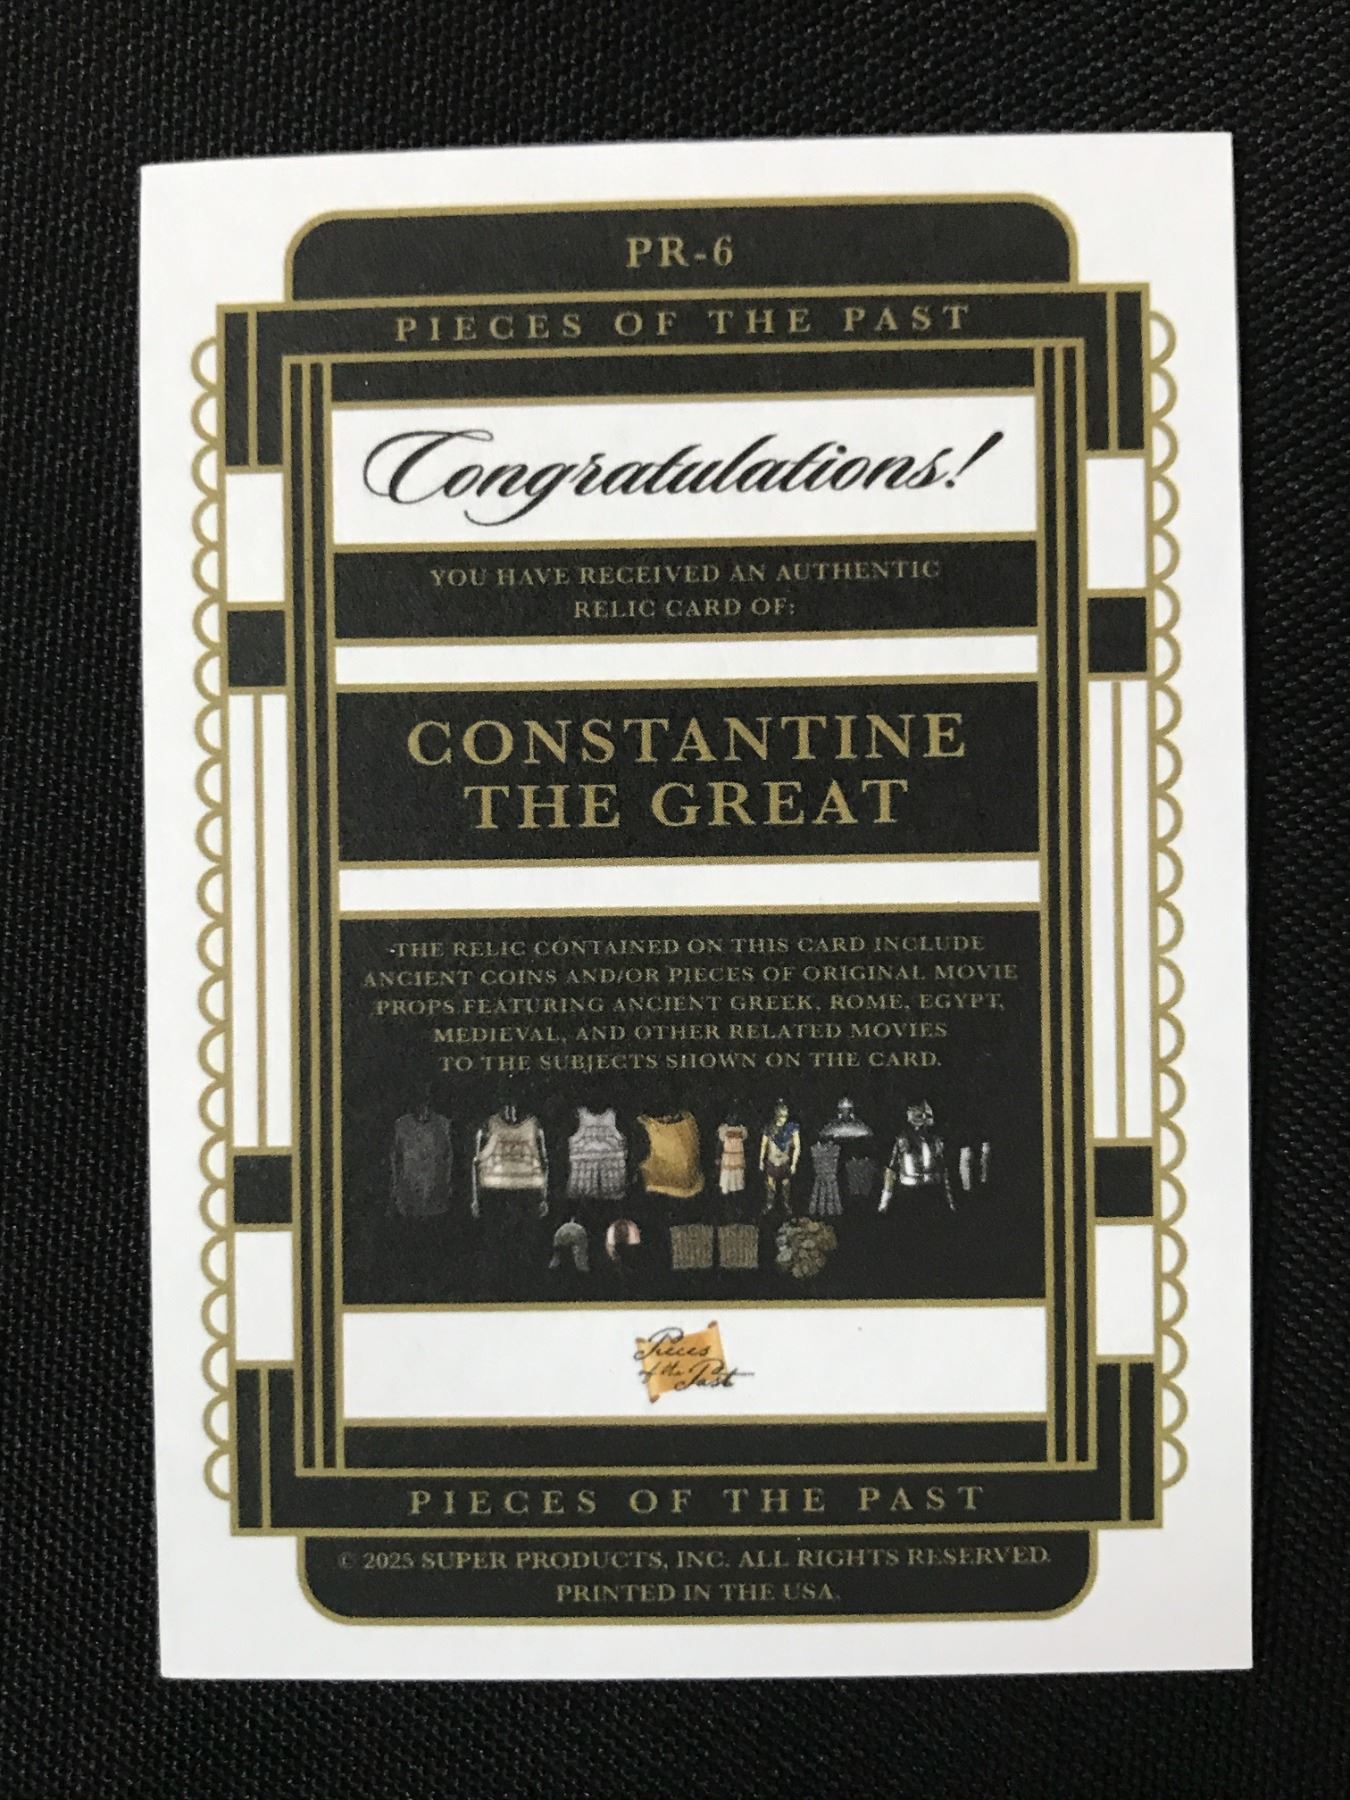 PR-6
PIECES OF THE PAST
Congratulations!
YOU HAVE RECEIVED AN AUTHENTIC
RELIC CARD OF:
CONSTANTINE
THE GREAT
THE RELIC CONTAINED ON THIS CARD INCLUDE
ANCIENT COINS AND/OR PIECES OF ORIGINAL MOVIE
PROPS FEATURING ANCIENT GREEK, ROME, EGYPT,
MEDIEVAL, AND OTHER RELATED MOVIES
TO THE SUBJECTS SHOWN ON THE CARD.
Pieces
of the Past
PIECES OF THE PAST
© 2025 SUPER PRODUCTS, INC. ALL RIGHTS RESERVED.
PRINTED IN THE USA.